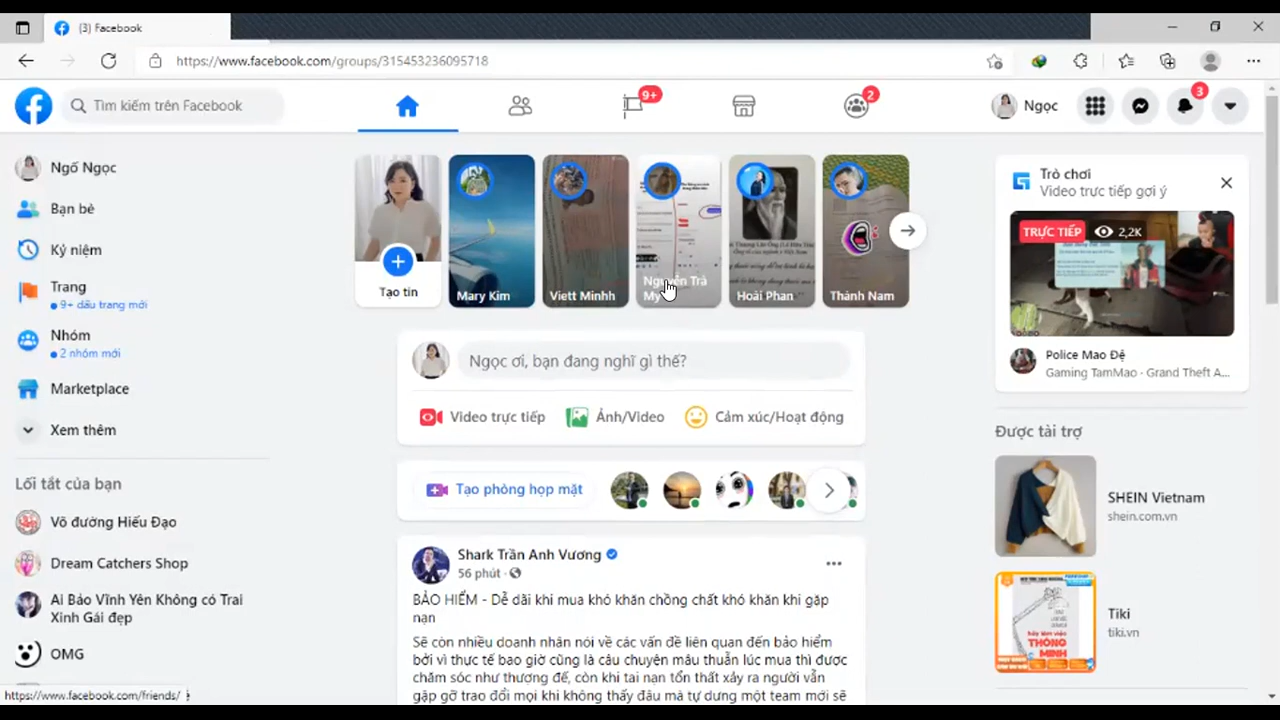 (3) Facebook
https://www.facebook.com/groups/315453236095718
Tìm kiếm trên Facebook
9+
2
Ngọc
3
Ngố Ngọc
Bạn bè
Kỷ niệm
Trang
9+ dấu trang mới
Nhóm
2 nhóm mới
Marketplace
Xem thêm
Lối tắt của bạn
Võ đường Hiếu Đạo
Dream Catchers Shop
Ai Bảo Vĩnh Yên Không có Trai
Xinh Gái đẹp
OMG
https://www.facebook.com/friends/
Tạo tin
Mary Kim
Viett Minhh
Nguyễn Trà
My
Hoài Phan
Thành Nam
Ngọc ơi, bạn đang nghĩ gì thế?
Video trực tiếp
Ảnh/Video
Cảm xúc/Hoạt động
Tạo phòng họp mặt
Shark Trần Anh Vương
56 phút
BẢO HIỂM - Dễ dãi khi mua khó khăn chồng chất khó khăn khi gặp
nạn
Sẽ còn nhiều doanh nhân nói về các vấn đề liên quan đến bảo hiểm
bởi vì thực tế bao giờ cũng là câu chuyện mâu thuẫn lúc mua thì được
chăm sóc như thượng đế, còn khi tai nạn tổn thất xảy ra người vẫn
gặp gỡ trao đổi mọi khi không thấy đâu mà tự dưng một team mới sẽ
Trò chơi
Video trực tiếp gợi ý
TRỰC TIẾP
2,2K
Police Mao Đệ
Gaming TamMao · Grand Theft A...
Được tài trợ
SHEIN Vietnam
shein.com.vn
THÔNG
MINH
Tiki
tiki.vn